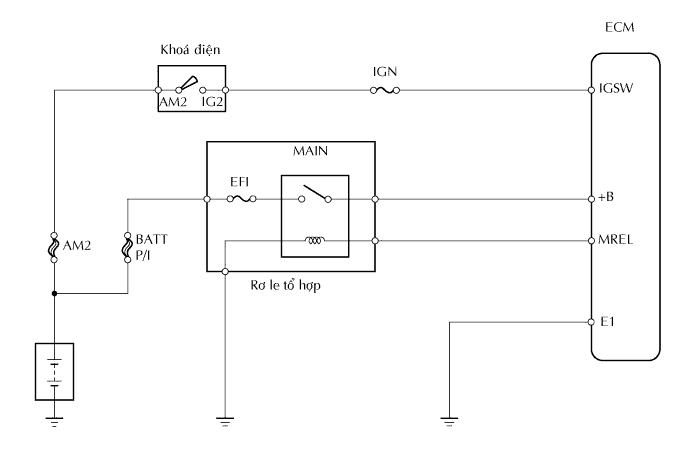 ECM
Khoá điện
IGN
AM2 IG2
IGSW
MAIN
EFI
+B
AM2
BATT
P/I
MREL
Rơ le tổ hợp
E1